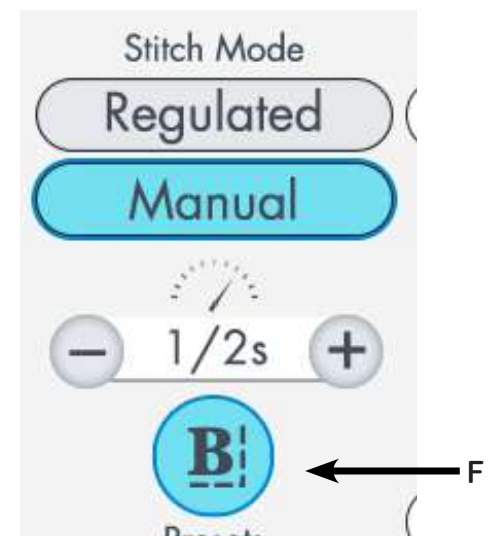 Stitch Mode
Regulated
Manual
− 1/2s +
B
F